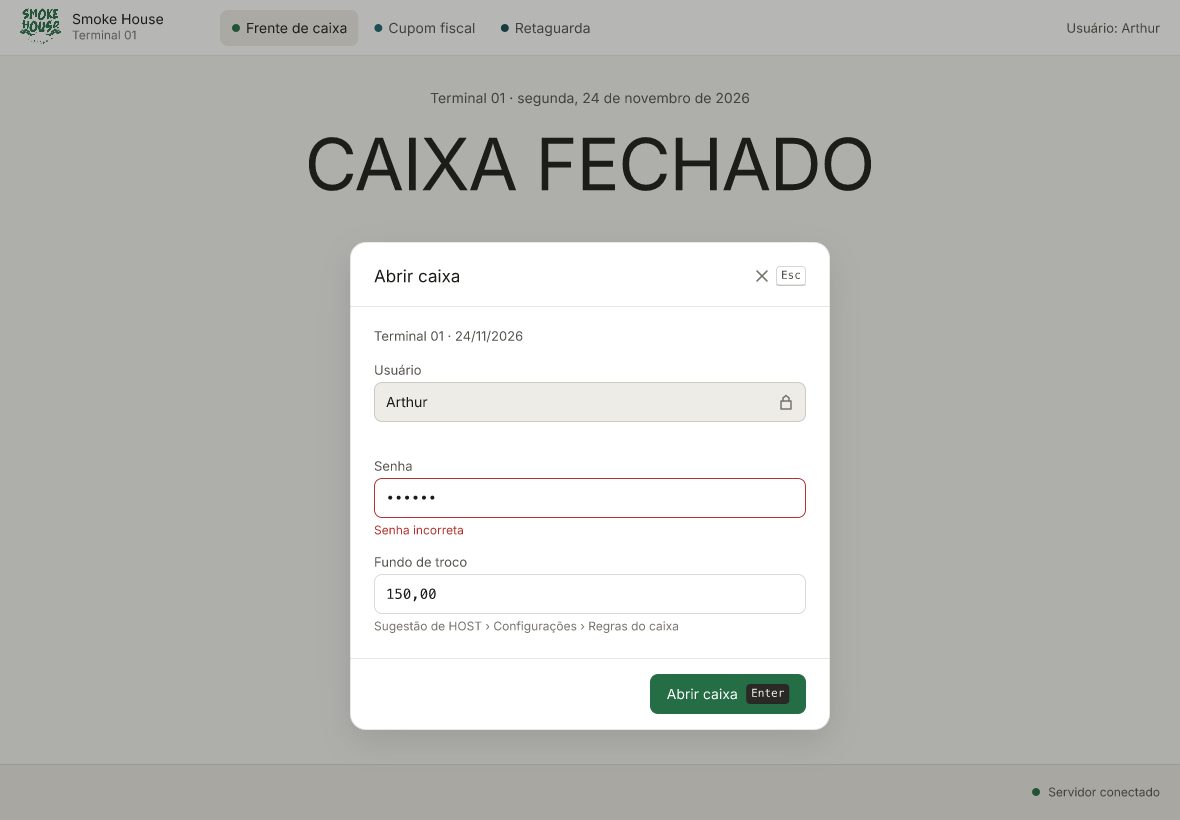 SMOKE
HOUSE
Smoke House
Terminal 01
Frente de caixa
Cupom fiscal
Retaguarda
Usuário: Arthur
Terminal 01 · segunda, 24 de novembro de 2026
CAIXA FECHADO
Abrir caixa
Esc
Terminal 01 · 24/11/2026
Usuário
Arthur
Senha
••••••
Senha incorreta
Fundo de troco
150,00
Sugestão de HOST › Configurações › Regras do caixa
Abrir caixa Enter
Servidor conectado